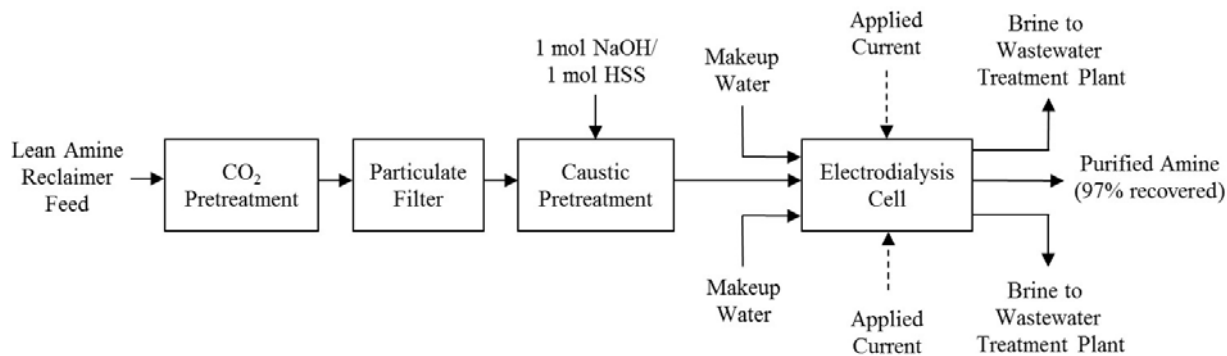 Lean Amine
Reclaimer
Feed
CO₂
Pretreatment
Particulate
Filter
1 mol NaOH/
1 mol HSS
Caustic
Pretreatment
Makeup
Water
Makeup
Water
Applied
Current
Electrodialysis
Cell
Applied
Current
Brine to
Wastewater
Treatment Plant
Purified Amine
(97% recovered)
Brine to
Wastewater
Treatment Plant